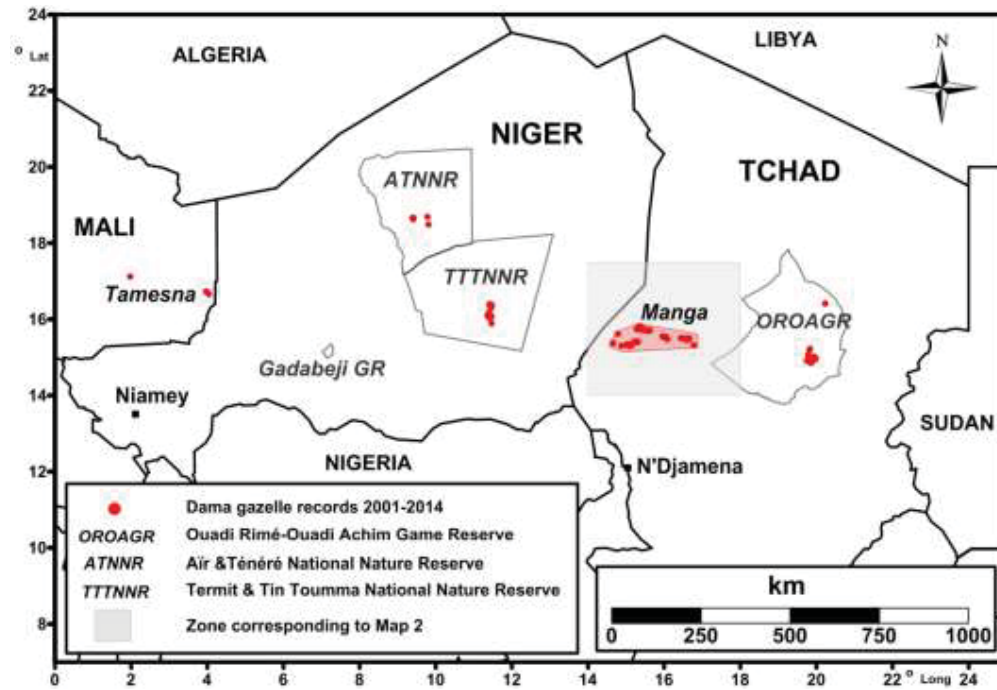 24
° Lat
22
20
18
16
14
12
10
8
ALGERIA
LIBYA
N
NIGER
TCHAD
ATNNR
MALI
TTTNNR
Tamesna
Manga
OROAGR
Gadabeji GR
Niamey
SUDAN
NIGERIA
N'Djamena
Dama gazelle records 2001-2014
OROAGR Ouadi Rimé-Ouadi Achim Game Reserve
ATNNR Aïr &Ténéré National Nature Reserve
TTTNNR Termit & Tin Toumma National Nature Reserve
Zone corresponding to Map 2
km
0 250 500 750 1000
0 2 4 6 8 10 12 14 16 18 20 22 ° Long 24